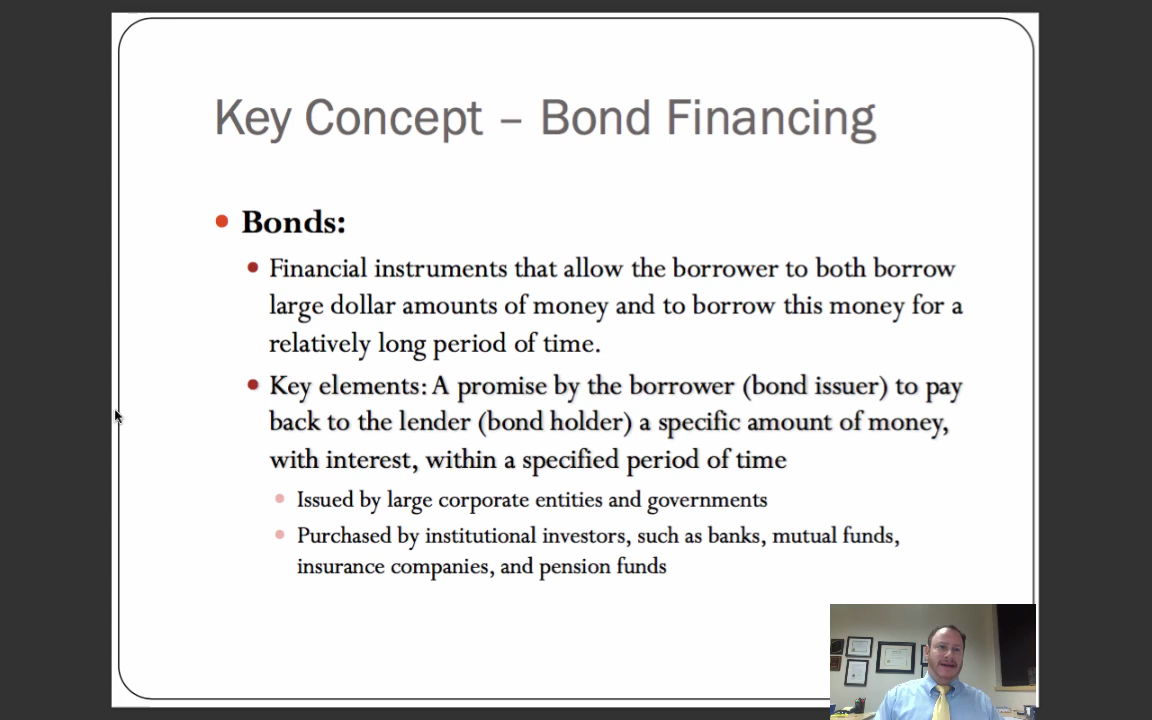 Key Concept – Bond Financing
Bonds:
Financial instruments that allow the borrower to both borrow
large dollar amounts of money and to borrow this money for a
relatively long period of time.
Key elements: A promise by the borrower (bond issuer) to pay
back to the lender (bond holder) a specific amount of money,
with interest, within a specified period of time
Issued by large corporate entities and governments
Purchased by institutional investors, such as banks, mutual funds,
insurance companies, and pension funds